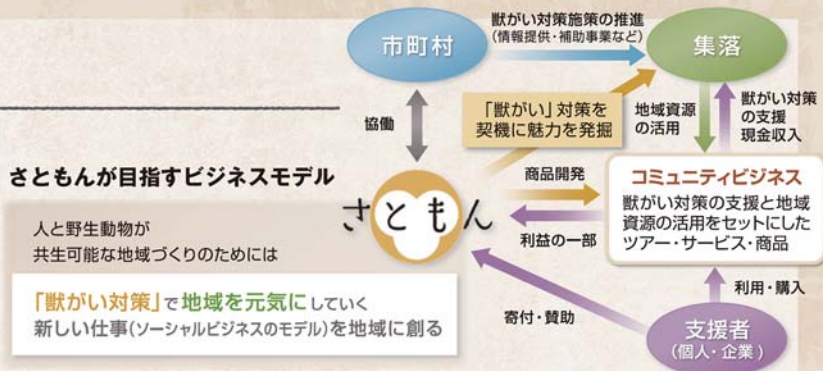 市町村
獣がい対策施策の推進
(情報提供・補助事業など)
集落
協働
「獣がい」対策を
契機に魅力を発掘
地域資源
の活用
獣がい対策
の支援
現金収入
さともんが目指すビジネスモデル
人と野生動物が
共生可能な地域づくりのためには
「獣がい対策」で地域を元気にしていく
新しい仕事(ソーシャルビジネスのモデル)を地域に創る
さともん
商品開発
利益の一部
コミュニティビジネス
獣がい対策の支援と地域
資源の活用をセットにした
ツアー・サービス・商品
利用・購入
寄付・賛助
支援者
(個人・企業)